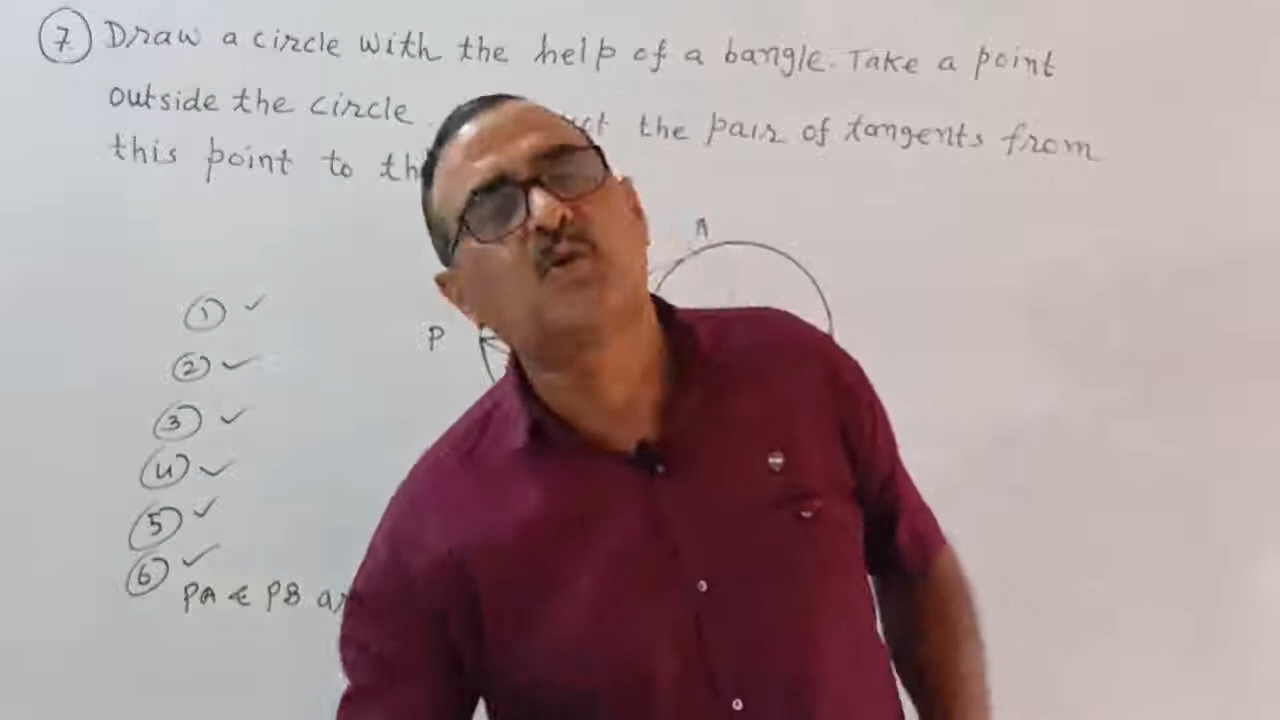 7 Draw a circle with the help of a bangle. Take a point
outside the circle. the pair of tangents from
this point to
A
P
1 ✓
2 ✓
3 ✓
4 ✓
5 ✓
6 ✓
PA & PB